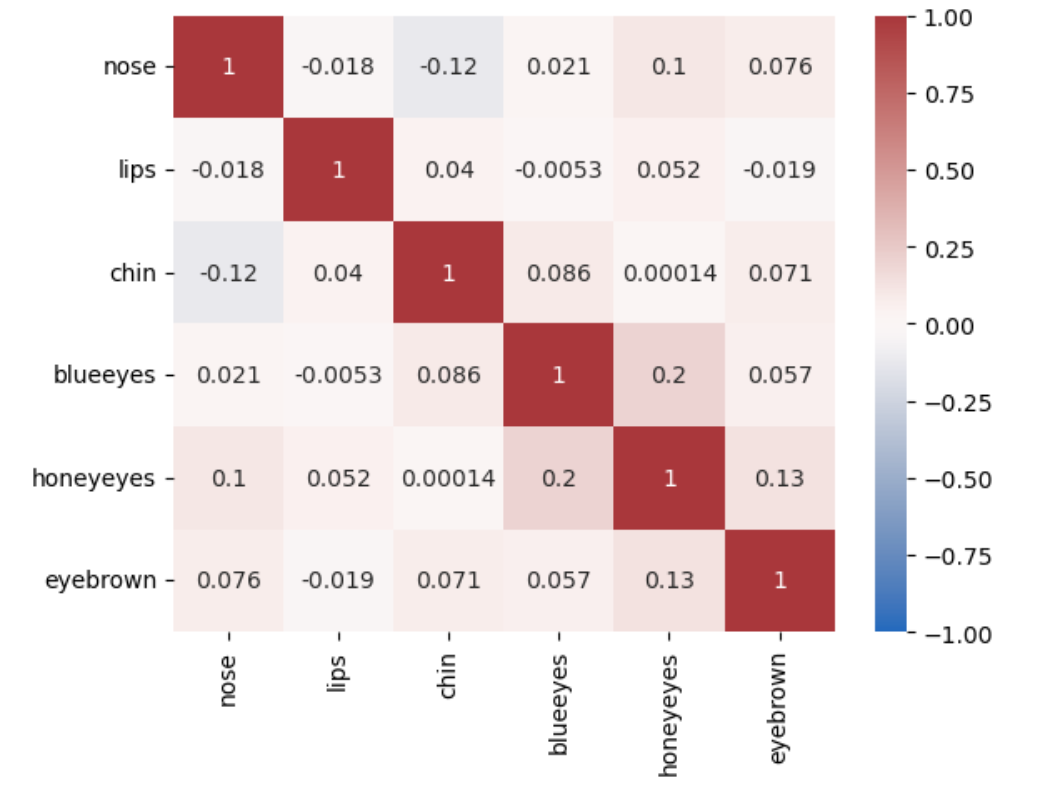 nose 1 -0.018 -0.12 0.021 0.1 0.076
lips -0.018 1 0.04 -0.0053 0.052 -0.019
chin -0.12 0.04 1 0.086 0.00014 0.071
blueeyes 0.021 -0.0053 0.086 1 0.2 0.057
honeyeyes 0.1 0.052 0.00014 0.2 1 0.13
eyebrown 0.076 -0.019 0.071 0.057 0.13 1
nose lips chin blueeyes honeyeyes eyebrown
1.00
0.75
0.50
0.25
0.00
−0.25
−0.50
−0.75
−1.00